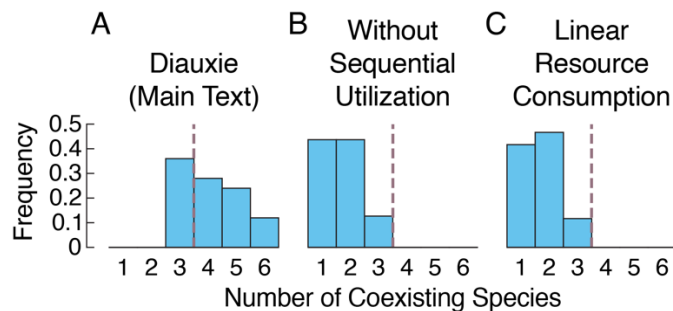 A
Diauxie
(Main Text)
B
Without
Sequential
Utilization
C
Linear
Resource
Consumption
Frequency
0.5
0.4
0.3
0.2
0.1
0
1 2 3 4 5 6
1 2 3 4 5 6
1 2 3 4 5 6
Number of Coexisting Species